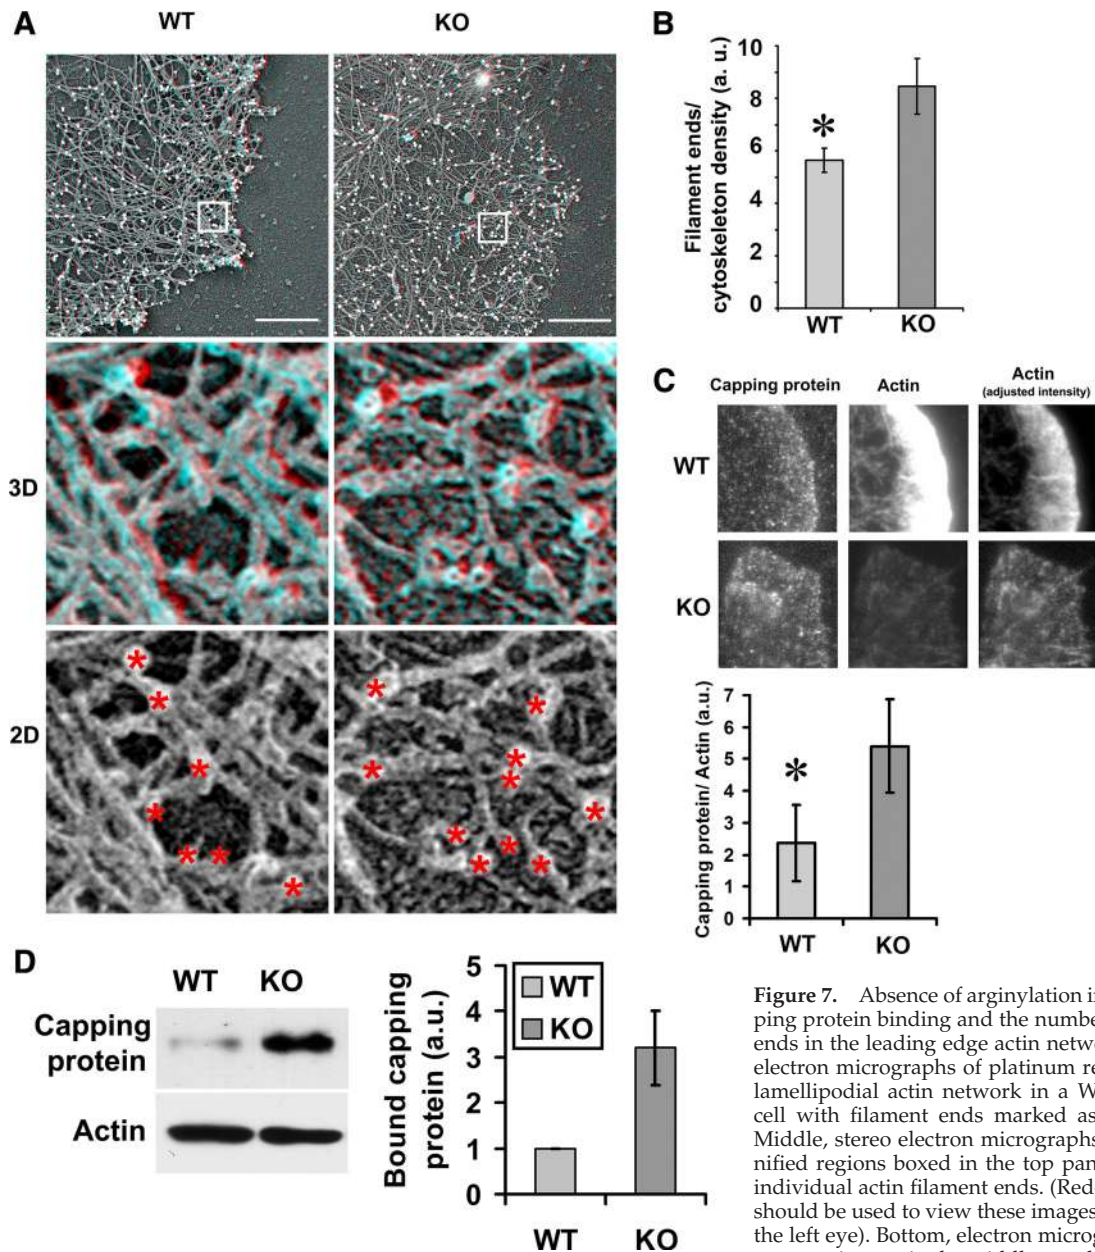 A
WT
KO
3D
2D
B
Filament ends/
cytoskeleton density (a. u.)
10
8
6
4
2
0
*
WT
KO
C
Capping protein
Actin
Actin
(adjusted intensity)
WT
KO
Capping protein/ Actin (a.u.)
7
6
5
4
3
2
1
0
*
WT
KO
D
WT
KO
Capping
protein
Actin
Bound capping
protein (a.u.)
5
4
3
2
1
0
WT
KO
WT
KO
Figure 7. Absence of arginylation in
ping protein binding and the number
ends in the leading edge actin netwo
electron micrographs of platinum re
lamellipodial actin network in a W
cell with filament ends marked as
Middle, stereo electron micrographs
nified regions boxed in the top pan
individual actin filament ends. (Red
should be used to view these images
the left eye). Bottom, electron microg